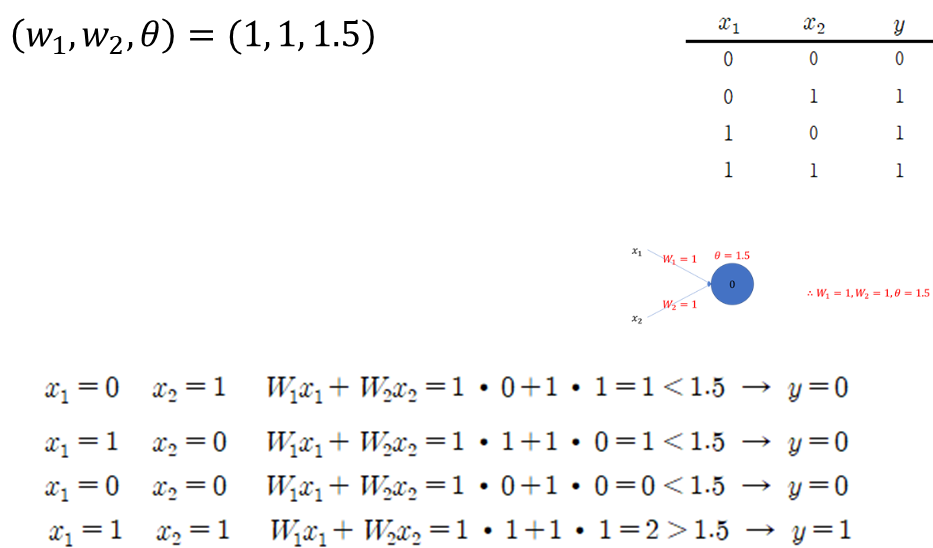 (w₁, w₂, θ) = (1, 1, 1.5)
x₁ x₂ y
0 0 0
0 1 1
1 0 1
1 1 1
x₁
W₁ = 1
θ = 1.5
0
∴ W₁ = 1, W₂ = 1, θ = 1.5
W₂ = 1
x₂
x₁ = 0 x₂ = 1 W₁x₁ + W₂x₂ = 1 • 0 + 1 • 1 = 1 < 1.5 → y = 0
x₁ = 1 x₂ = 0 W₁x₁ + W₂x₂ = 1 • 1 + 1 • 0 = 1 < 1.5 → y = 0
x₁ = 0 x₂ = 0 W₁x₁ + W₂x₂ = 1 • 0 + 1 • 0 = 0 < 1.5 → y = 0
x₁ = 1 x₂ = 1 W₁x₁ + W₂x₂ = 1 • 1 + 1 • 1 = 2 > 1.5 → y = 1